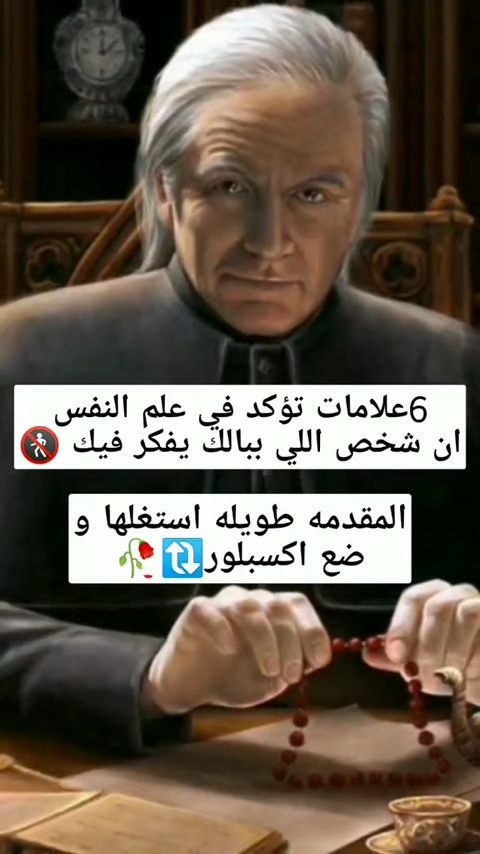 6علامات تؤكد في علم النفس
ان شخص اللي ببالك يفكر فيك 🚷
المقدمه طويله استغلها و
ضع اكسبلور🔃🥀